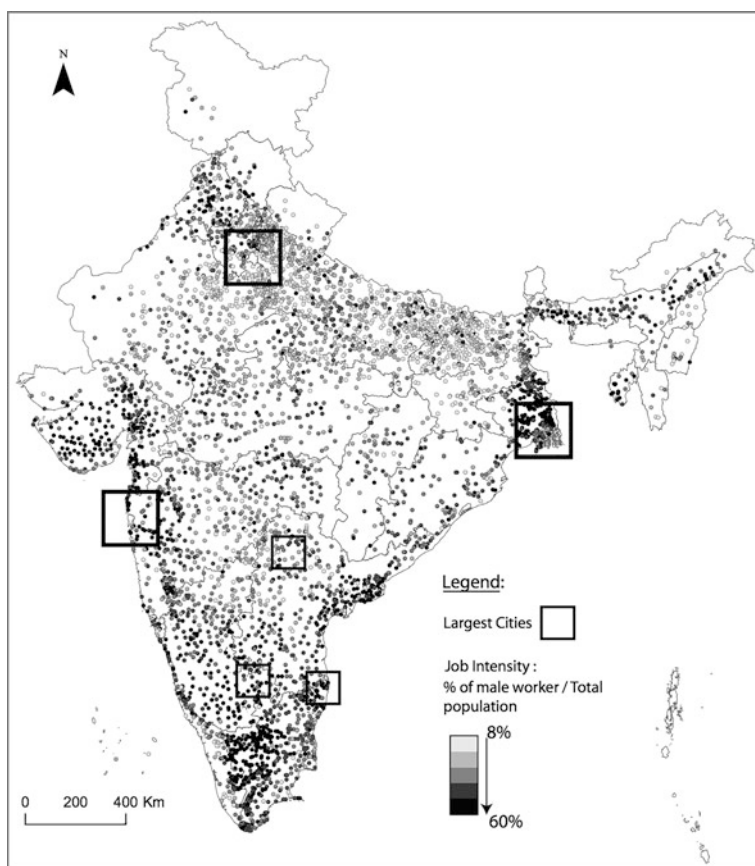 N
Legend:
Largest Cities
Job Intensity :
% of male worker / Total
population
8%
60%
0 200 400 Km